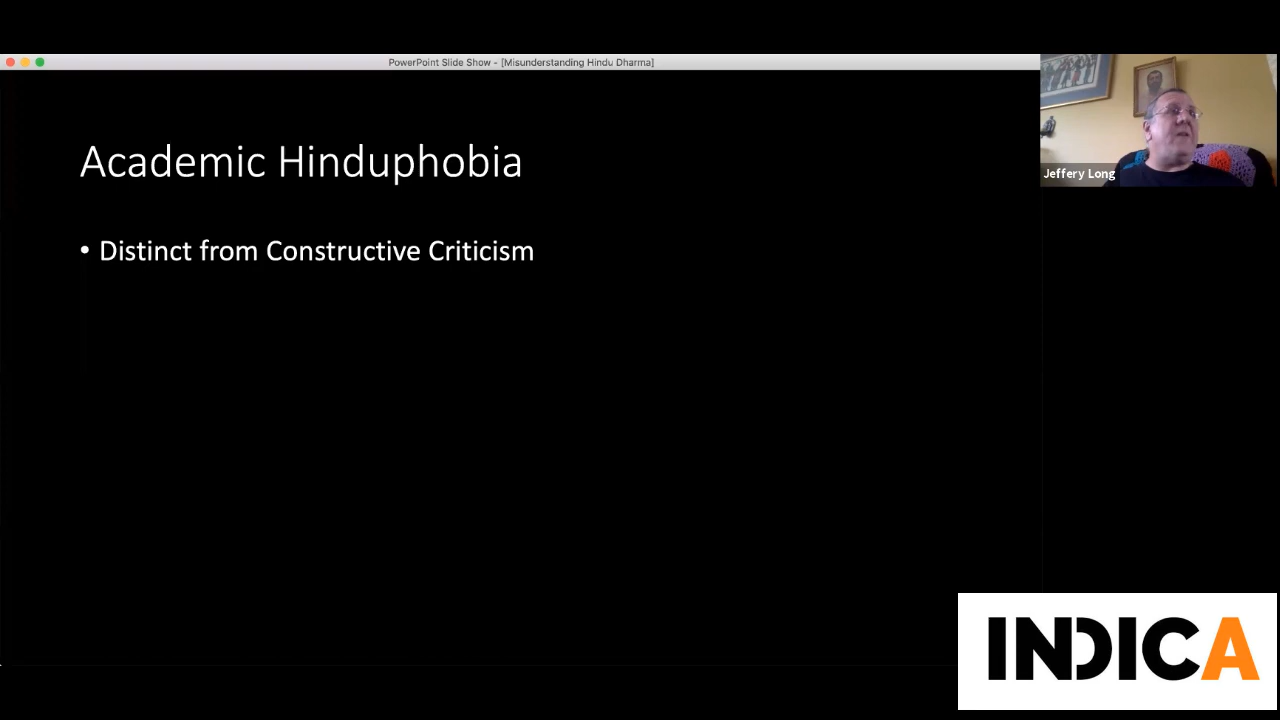 PowerPoint Slide Show - [Misunderstanding Hindu Dharma]
Academic Hinduphobia
• Distinct from Constructive Criticism
Jeffery Long
INDICA